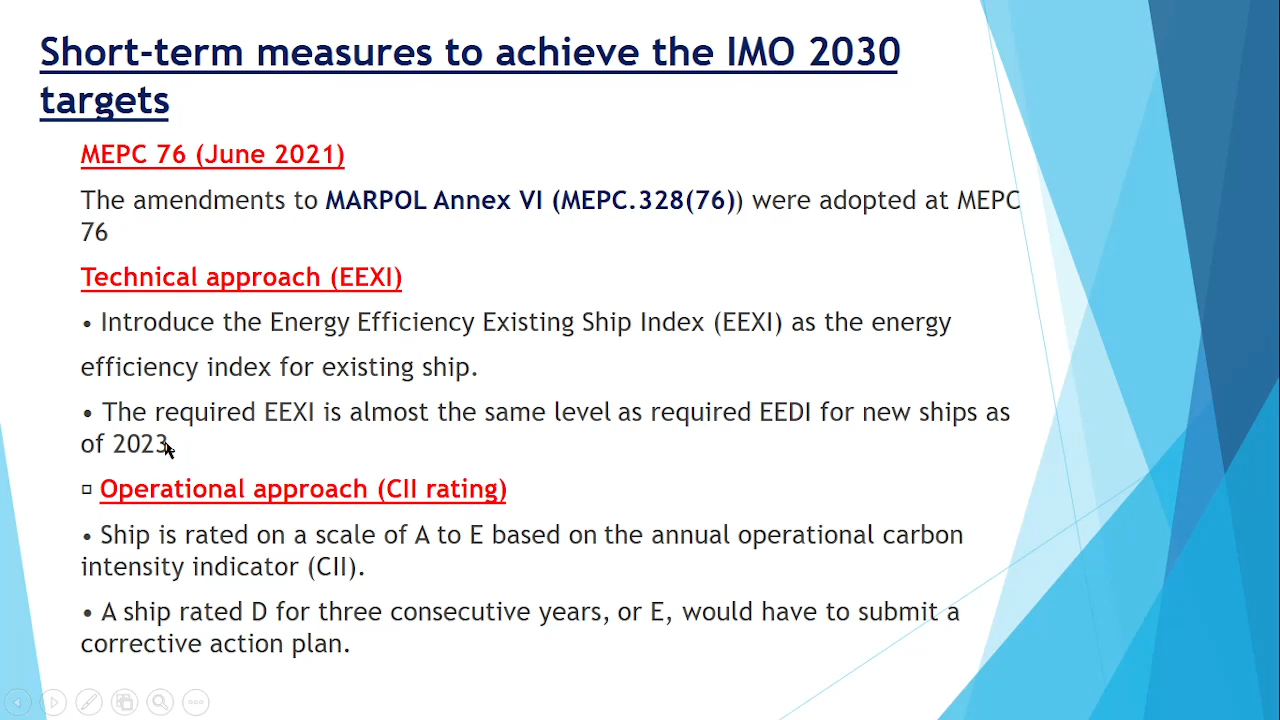 Short-term measures to achieve the IMO 2030
targets
MEPC 76 (June 2021)
The amendments to MARPOL Annex VI (MEPC.328(76)) were adopted at MEPC
76
Technical approach (EEXI)
• Introduce the Energy Efficiency Existing Ship Index (EEXI) as the energy
efficiency index for existing ship.
• The required EEXI is almost the same level as required EEDI for new ships as
of 2023
Operational approach (CII rating)
• Ship is rated on a scale of A to E based on the annual operational carbon
intensity indicator (CII).
• A ship rated D for three consecutive years, or E, would have to submit a
corrective action plan.